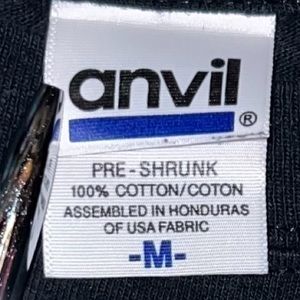 anvil
®
PRE-SHRUNK
100% COTTON/COTON
ASSEMBLED IN HONDURAS
OF USA FABRIC
-M-